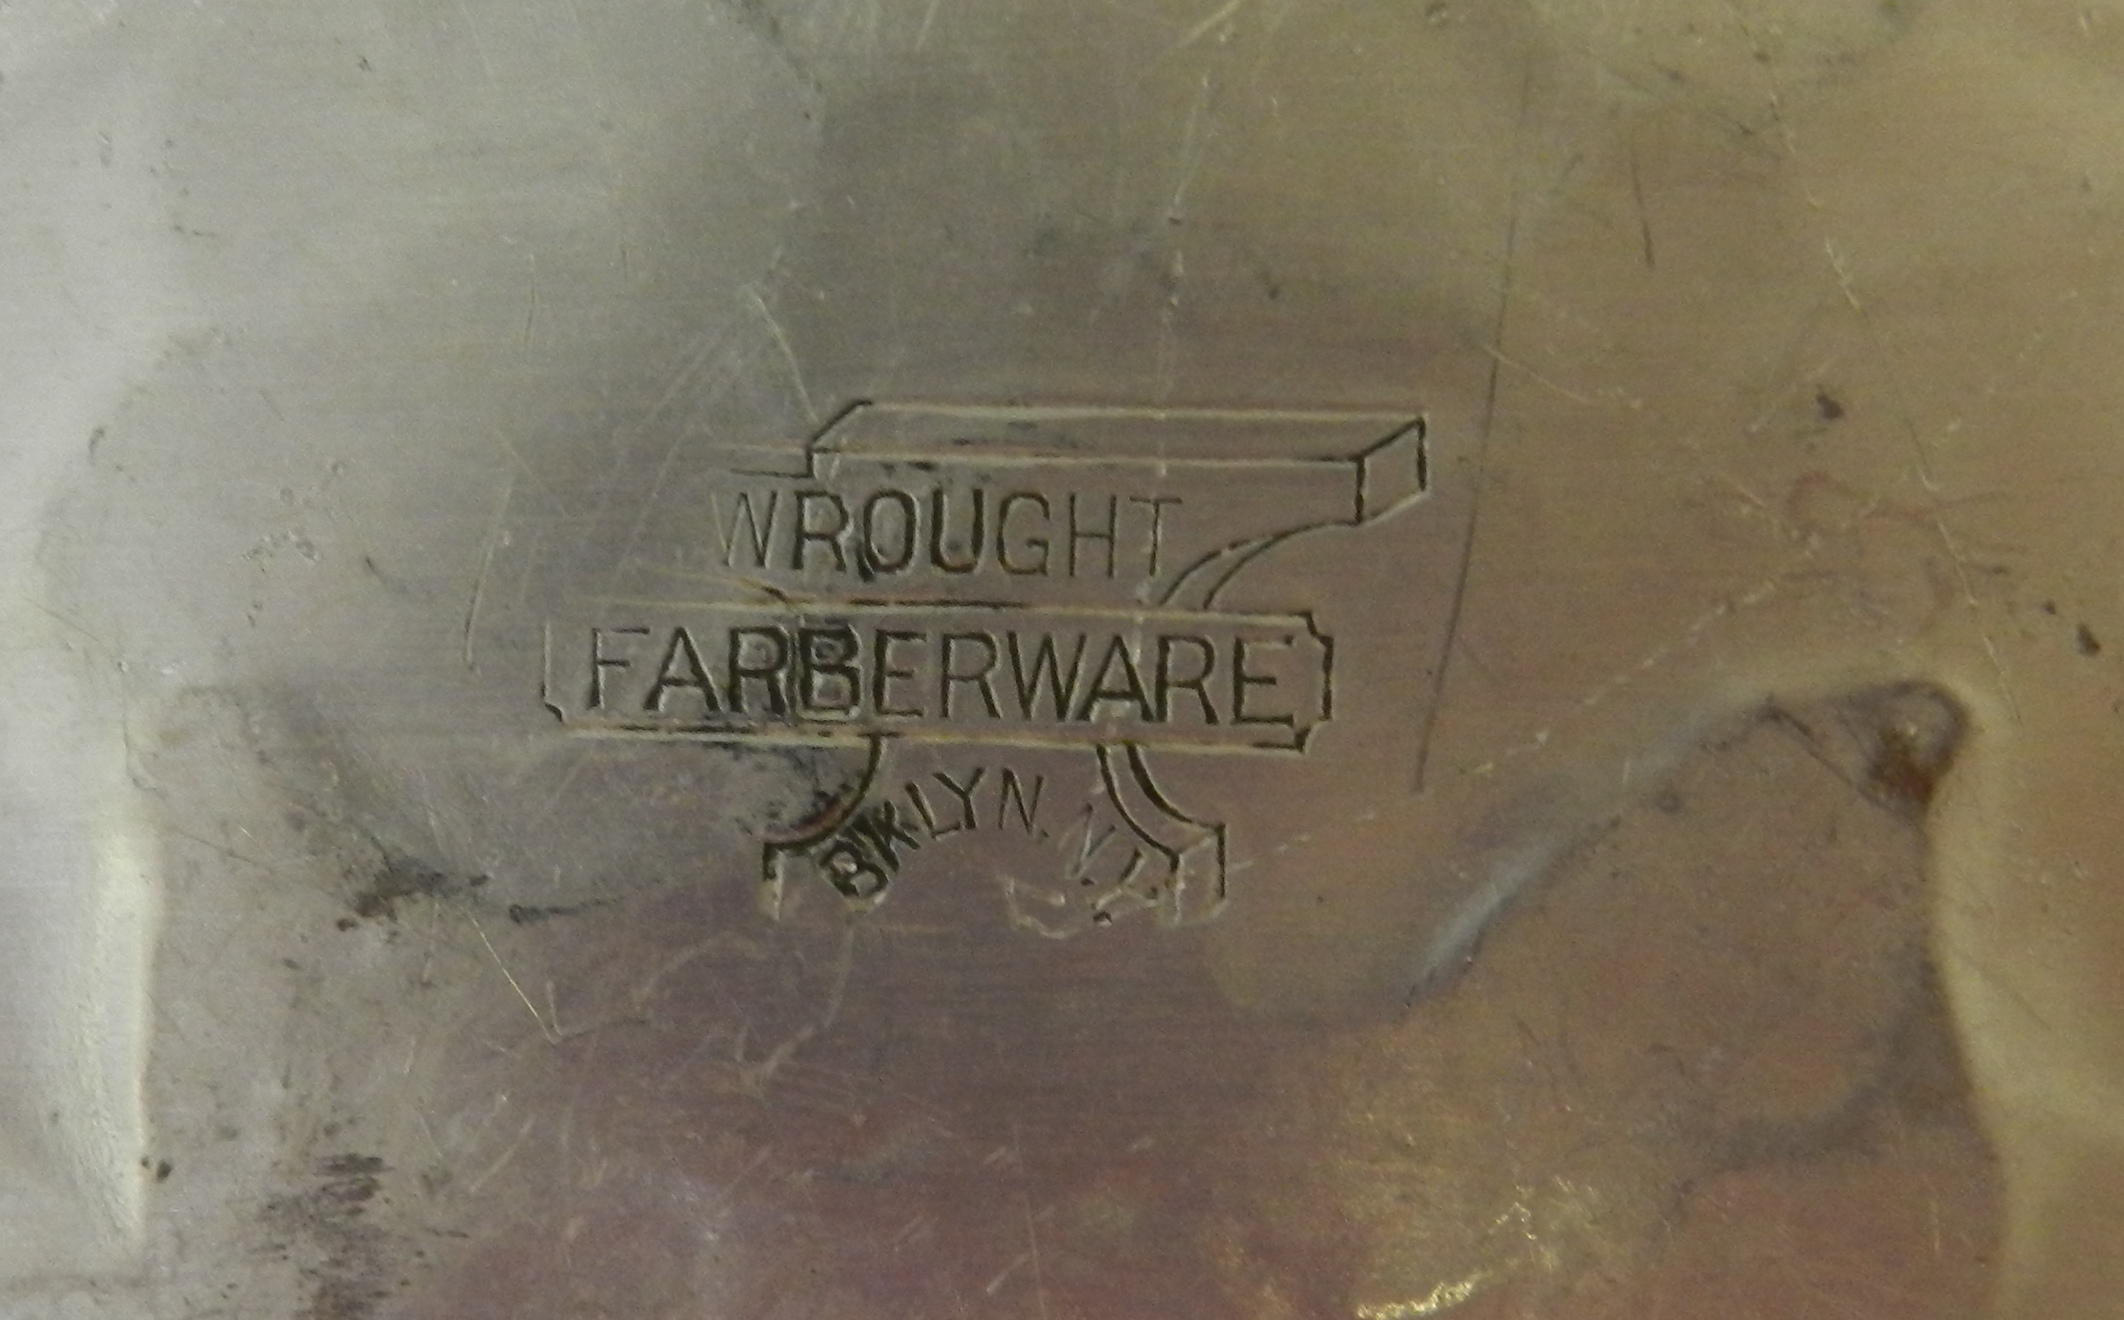 WROUGHT
FARBERWARE
BKLYN. N.Y.